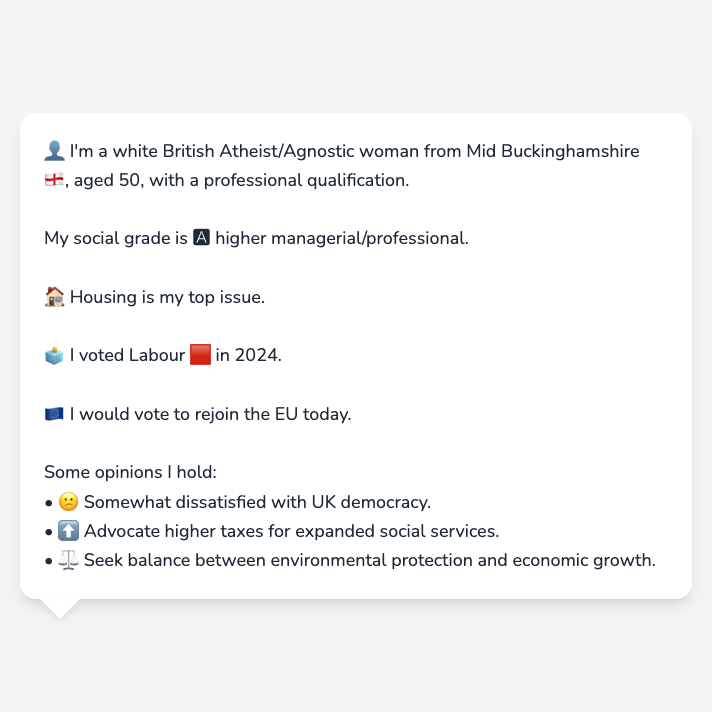 👤 I'm a white British Atheist/Agnostic woman from Mid Buckinghamshire
🏴󠁧󠁢󠁥󠁮󠁧󠁿, aged 50, with a professional qualification.
My social grade is 🅰 higher managerial/professional.
🏠 Housing is my top issue.
🗳️ I voted Labour 🟥 in 2024.
🇪🇺 I would vote to rejoin the EU today.
Some opinions I hold:
• 🙁 Somewhat dissatisfied with UK democracy.
• ⬆️ Advocate higher taxes for expanded social services.
• ⚖️ Seek balance between environmental protection and economic growth.